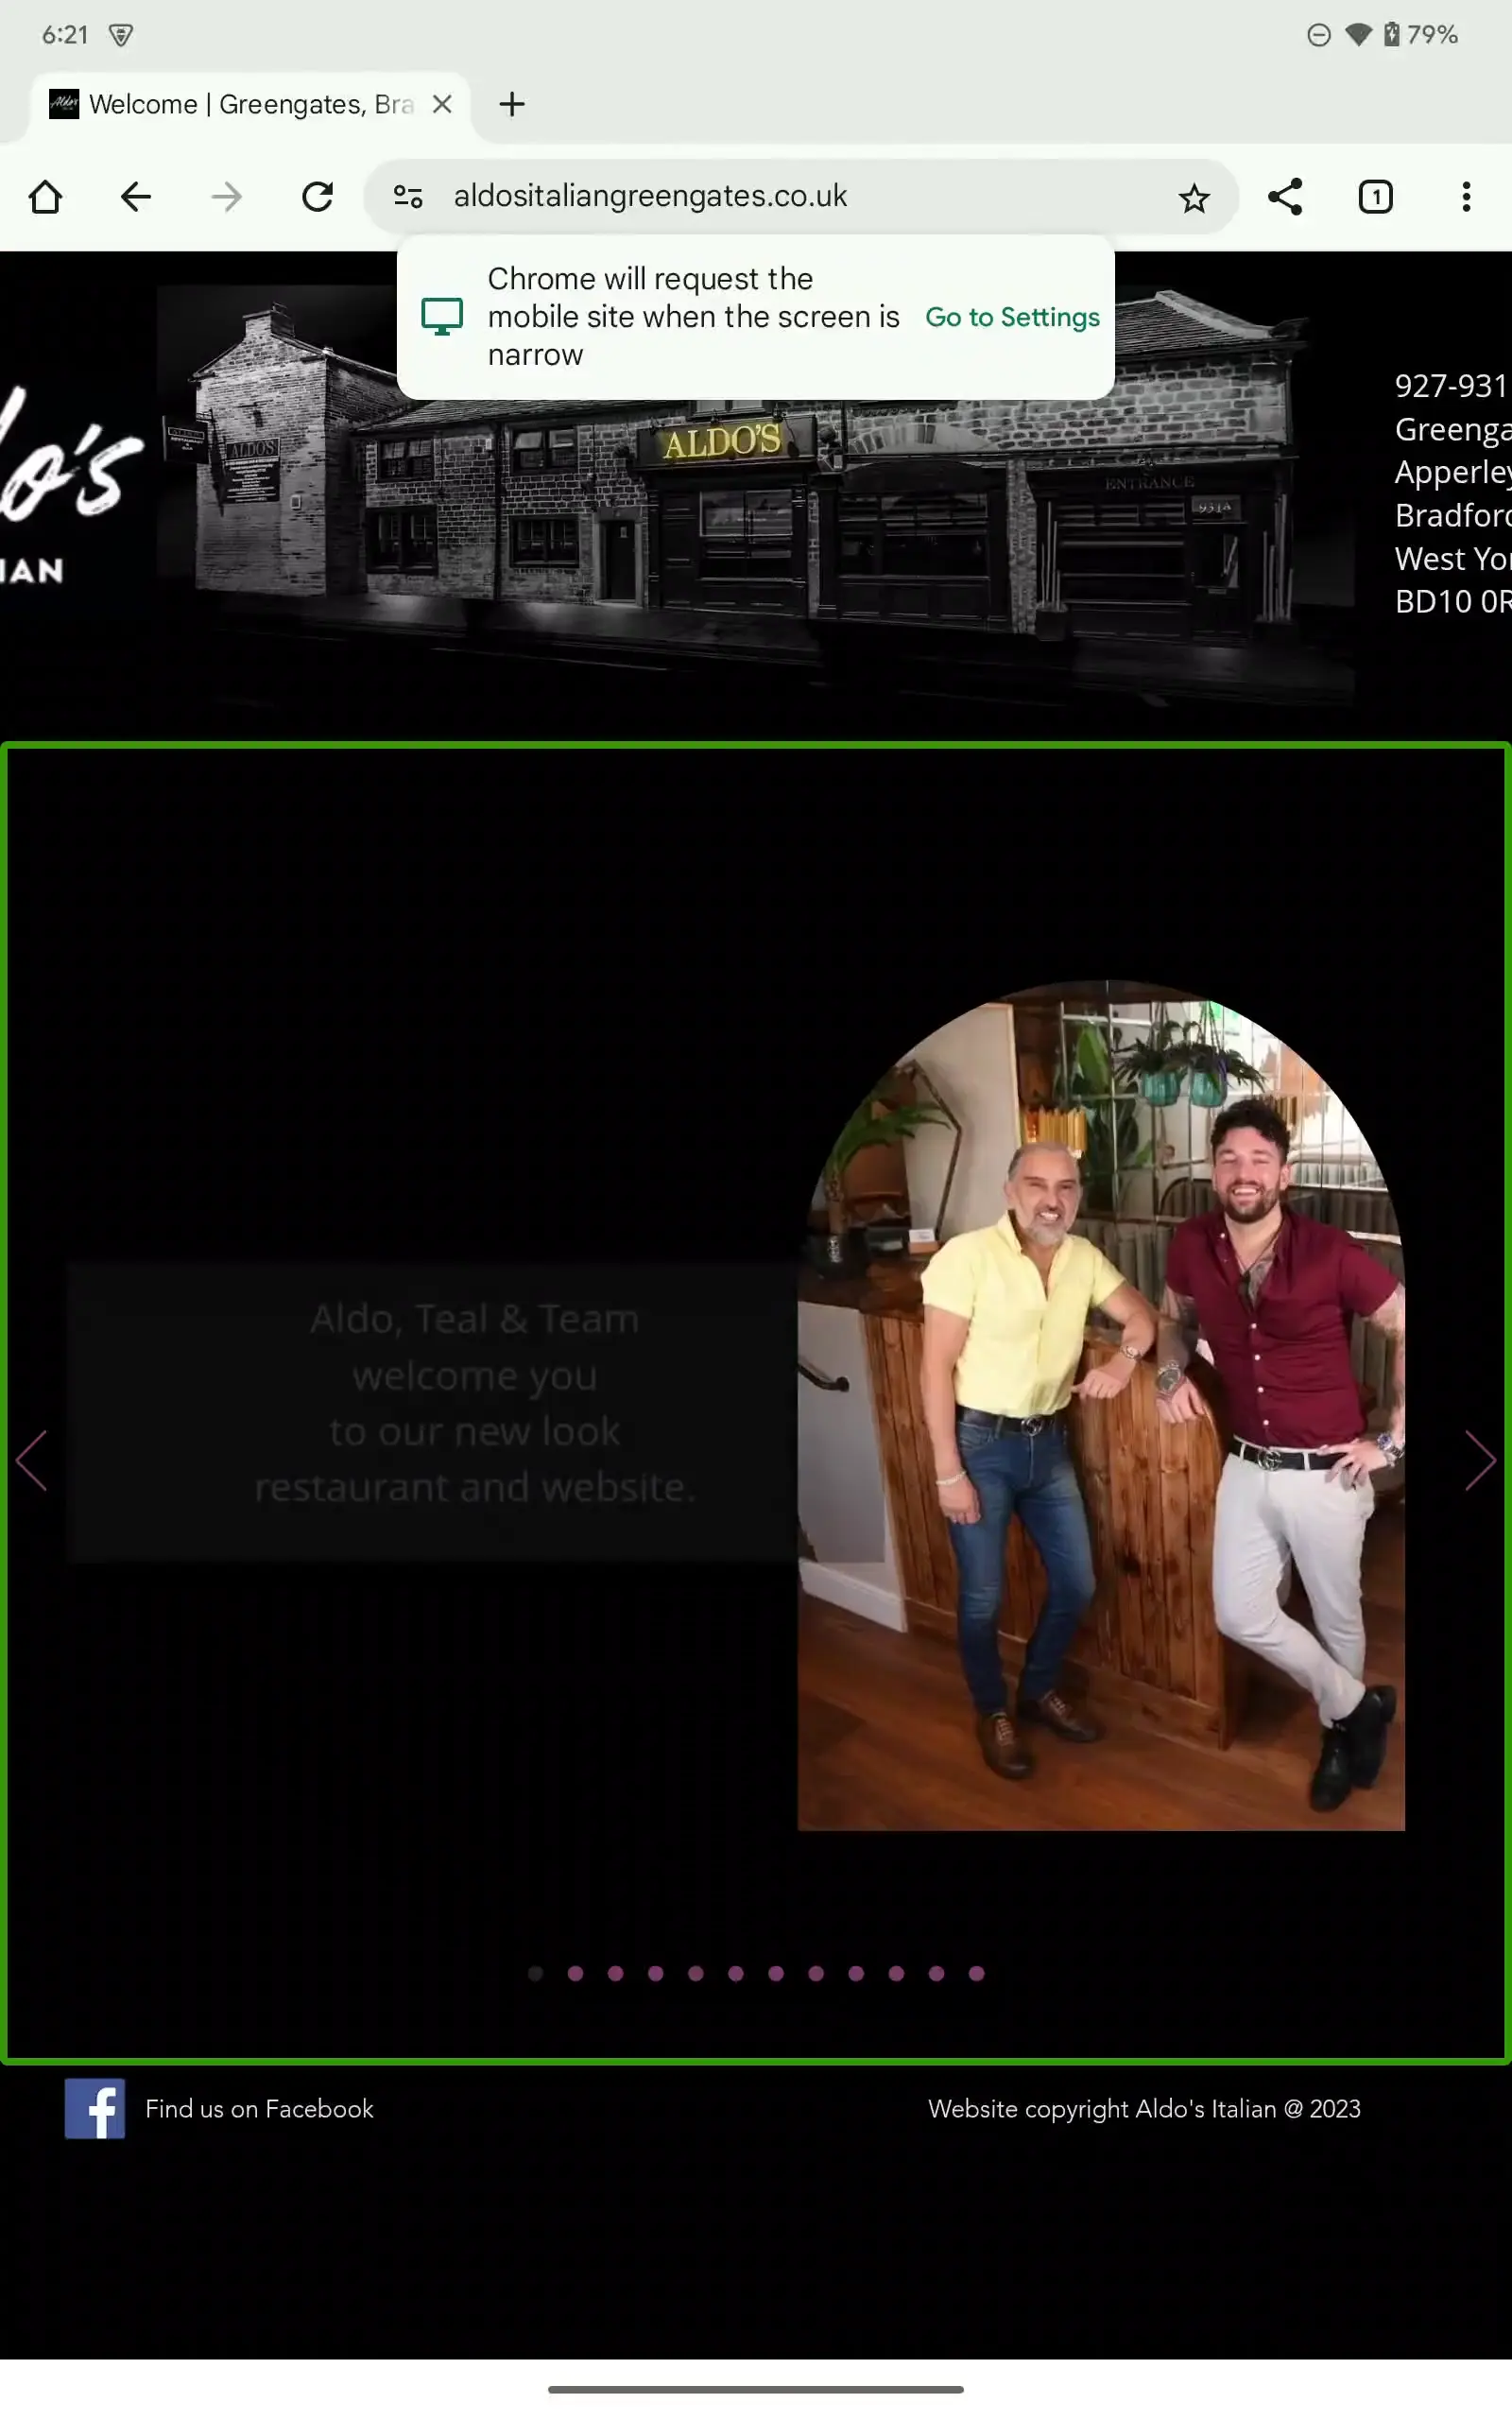 6:21
79%
Welcome | Greengates, Bra
aldositaliangreengates.co.uk
1
Chrome will request the
mobile site when the screen is
narrow
Go to Settings
do's
IAN
ALDO'S
ALDO'S
ENTRANCE
931A
927-931
Greenga
Apperley
Bradford
West Yo
BD10 0R
Aldo, Teal & Team
welcome you
to our new look
restaurant and website.
Find us on Facebook
Website copyright Aldo's Italian @ 2023